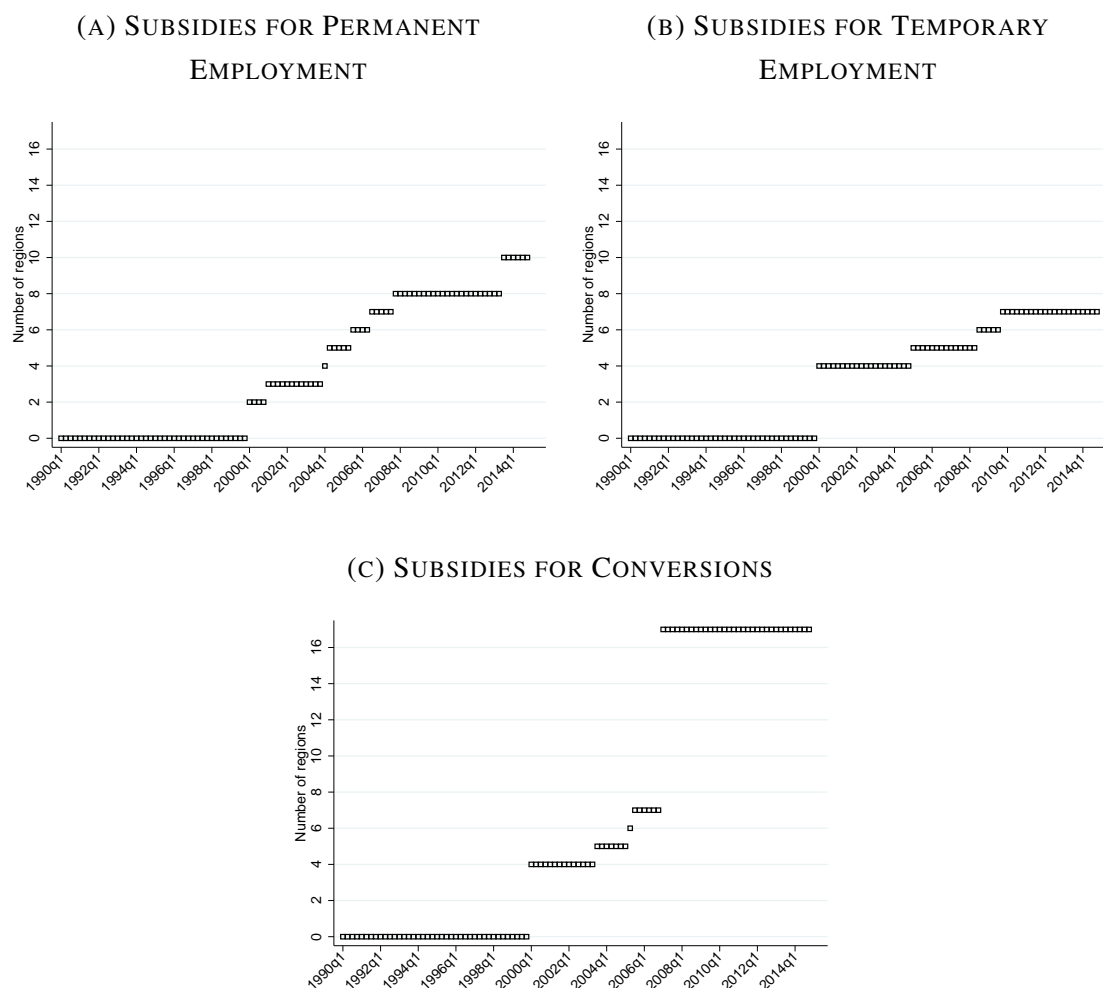 (A) SUBSIDIES FOR PERMANENT
EMPLOYMENT
Number of regions
16
14
12
10
8
6
4
2
0
1990q1
1992q1
1994q1
1996q1
1998q1
2000q1
2002q1
2004q1
2006q1
2008q1
2010q1
2012q1
2014q1
(B) SUBSIDIES FOR TEMPORARY
EMPLOYMENT
Number of regions
16
14
12
10
8
6
4
2
0
1990q1
1992q1
1994q1
1996q1
1998q1
2000q1
2002q1
2004q1
2006q1
2008q1
2010q1
2012q1
2014q1
(C) SUBSIDIES FOR CONVERSIONS
Number of regions
16
14
12
10
8
6
4
2
0
1990q1
1992q1
1994q1
1996q1
1998q1
2000q1
2002q1
2004q1
2006q1
2008q1
2010q1
2012q1
2014q1